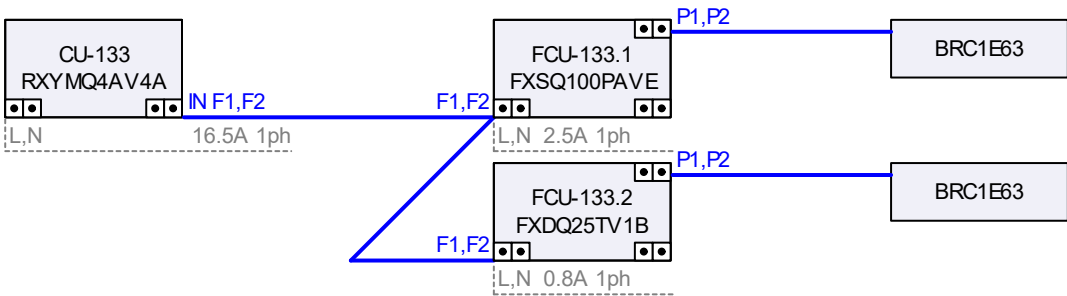 CU-133
RXYMQ4AV4A
IN F1,F2
L,N 16.5A 1ph
P1,P2
FCU-133.1
FXSQ100PAVE
F1,F2
L,N 2.5A 1ph
BRC1E63
P1,P2
FCU-133.2
FXDQ25TV1B
F1,F2
L,N 0.8A 1ph
BRC1E63